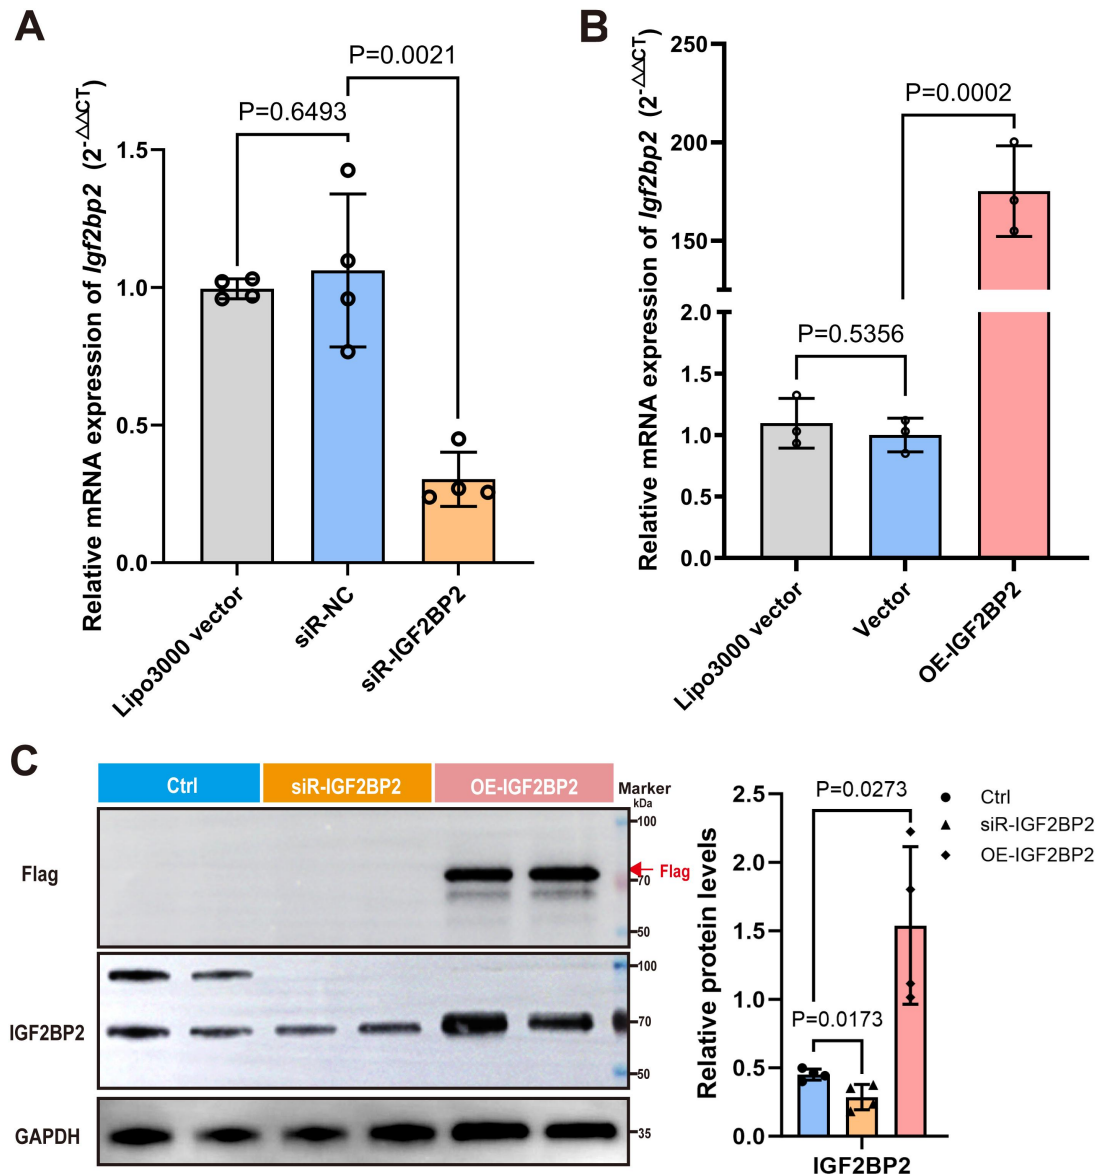 A
Relative mRNA expression of Igf2bp2 (2-△△CT)
P=0.0021
P=0.6493
1.5
1.0
0.5
0.0
Lipo3000 vector
siR-NC
siR-IGF2BP2
B
Relative mRNA expression of Igf2bp2 (2-△△CT)
250
200
150
2.0
1.5
1.0
0.5
0.0
P=0.0002
P=0.5356
Lipo3000 vector
Vector
OE-IGF2BP2
C
Ctrl
siR-IGF2BP2
OE-IGF2BP2
Marker
kDa
Flag
100
Flag
70
50
IGF2BP2
100
70
50
GAPDH
35
Relative protein levels
2.5
2.0
1.5
1.0
0.5
0.0
P=0.0273
P=0.0173
IGF2BP2
Ctrl
siR-IGF2BP2
OE-IGF2BP2